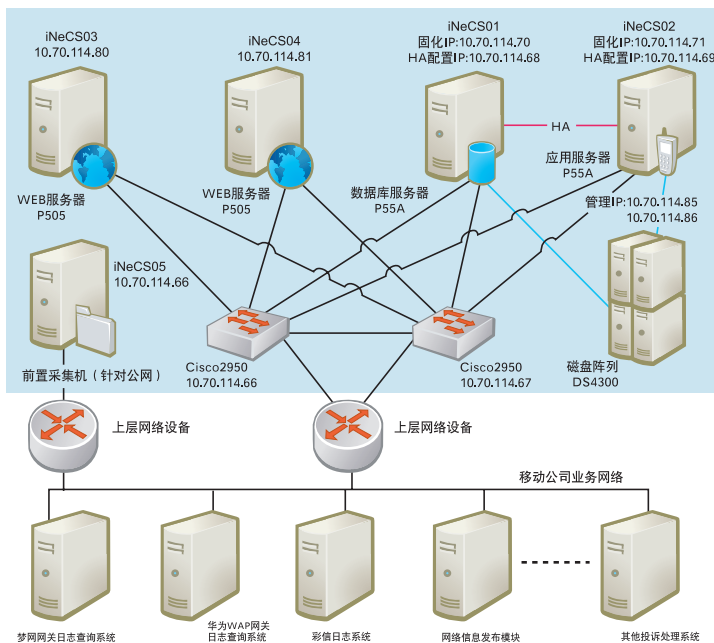 iNeCS03
10.70.114.80
iNeCS04
10.70.114.81
iNeCS01
固化IP:10.70.114.70
HA配置IP:10.70.114.68
iNeCS02
固化IP:10.70.114.71
HA配置IP:10.70.114.69
HA
WEB服务器
P505
WEB服务器
P505
数据库服务器
P55A
应用服务器
P55A
管理IP:10.70.114.85
10.70.114.86
iNeCS05
10.70.114.66
前置采集机（针对公网）
Cisco2950
10.70.114.66
Cisco2950
10.70.114.67
磁盘阵列
DS4300
上层网络设备
上层网络设备
移动公司业务网络
梦网网关日志查询系统
华为WAP网关
日志查询系统
彩信日志系统
网络信息发布模块
其他投诉处理系统